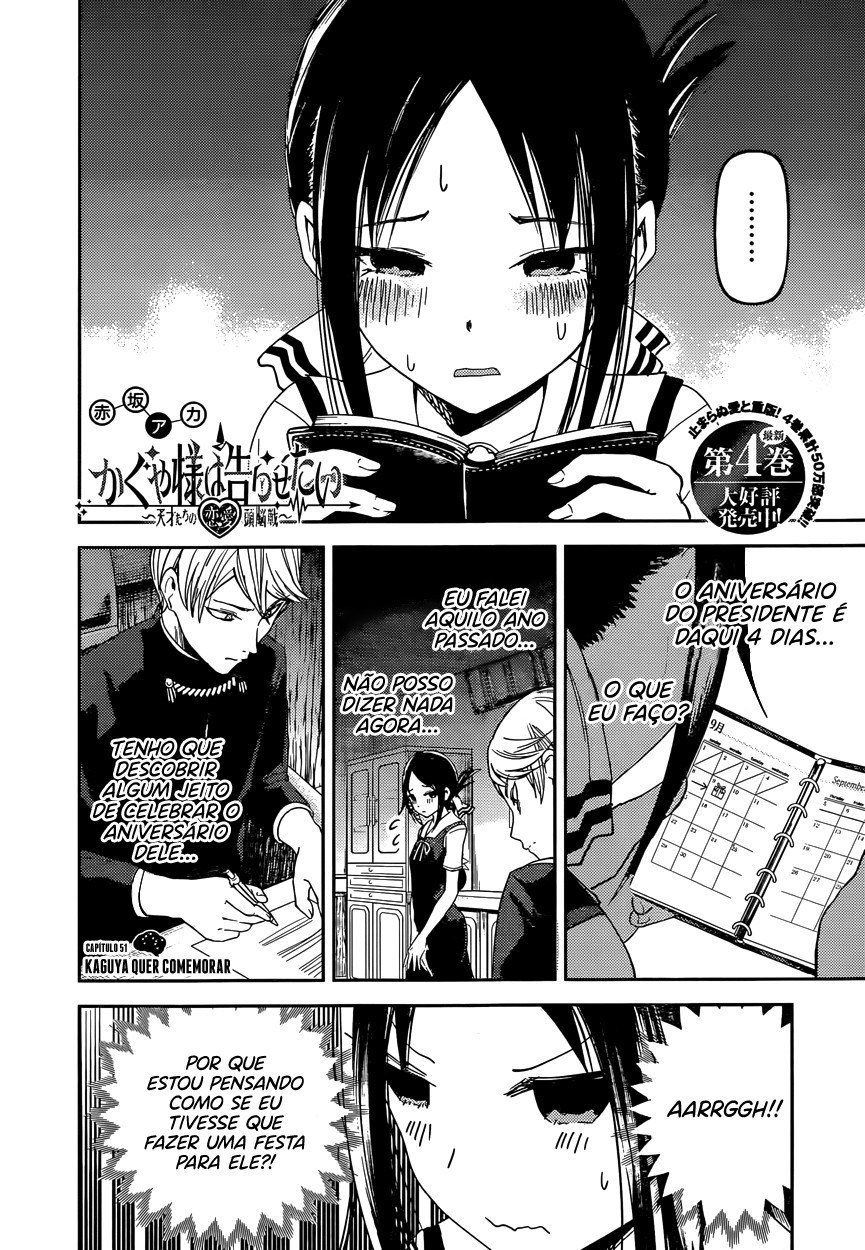 ………
赤坂アカ
かぐや様は告らせたい
～天才たちの恋愛頭脳戦～
止まらぬ愛と重版!4巻累計50万部突破!!
最新
第4巻
大好評
発売中!
O ANIVERSÁRIO
DO PRESIDENTE É
DAQUI 4 DIAS...
O QUE
EU FAÇO?
9月
September
EU FALEI
AQUILO ANO
PASSADO...
NÃO POSSO
DIZER NADA
AGORA...
TENHO QUE
DESCOBRIR
ALGUM JEITO
DE CELEBRAR O
ANIVERSÁRIO
DELE...
CAPÍTULO 51
KAGUYA QUER COMEMORAR
AARRGGH!!
POR QUE
ESTOU PENSANDO
COMO SE EU
TIVESSE QUE
FAZER UMA FESTA
PARA ELE?!